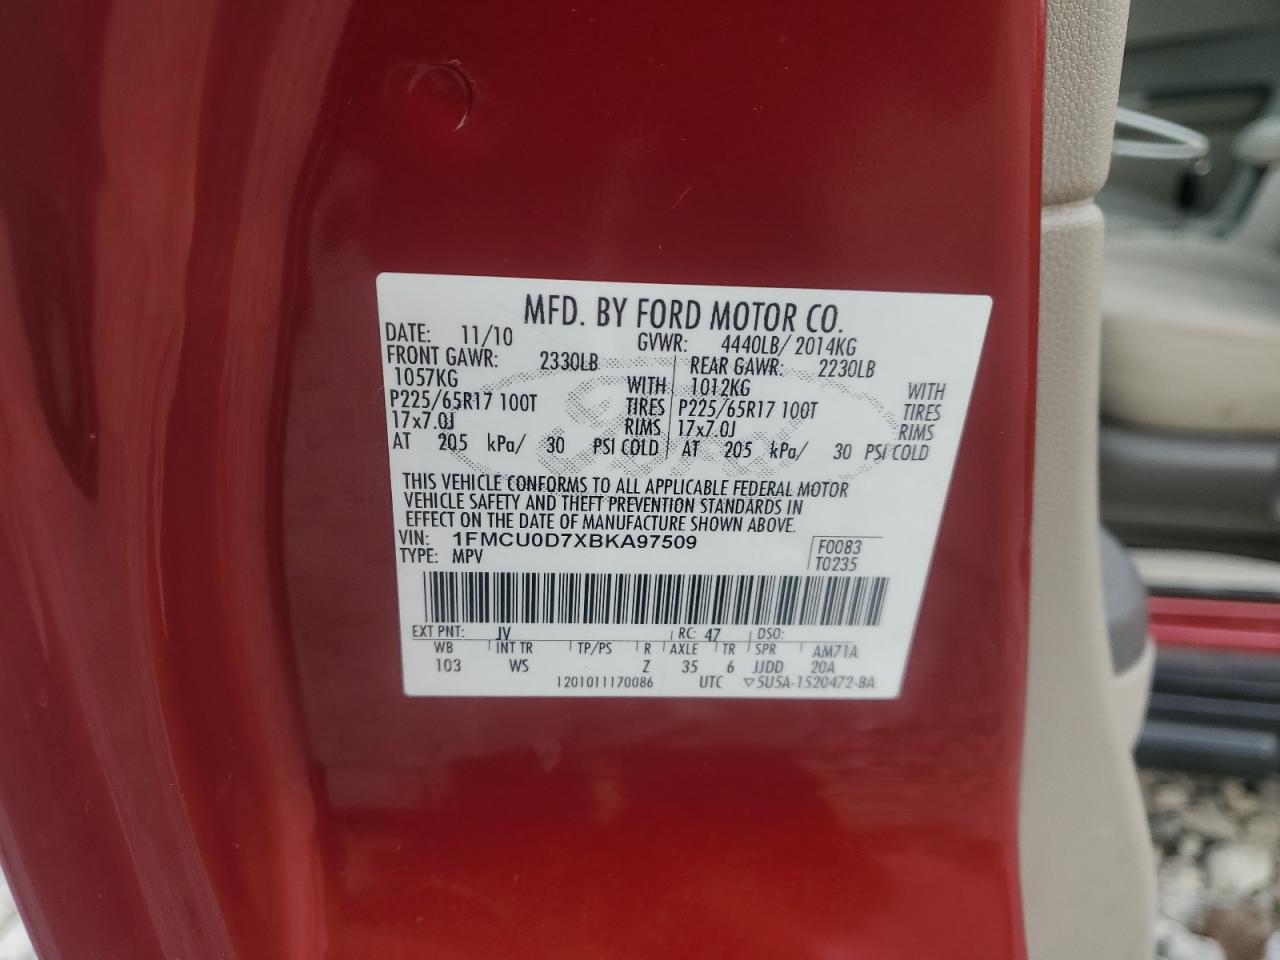 MFD. BY FORD MOTOR CO.
DATE: 11/10 GVWR: 4440LB/ 2014KG
FRONT GAWR: 2330LB REAR GAWR: 2230LB
1057KG WITH 1012KG WITH
P225/65R17 100T TIRES P225/65R17 100T TIRES
17x7.0J RIMS 17x7.0J RIMS
AT 205 kPa/ 30 PSI COLD AT 205 kPa/ 30 PSI COLD
THIS VEHICLE CONFORMS TO ALL APPLICABLE FEDERAL MOTOR
VEHICLE SAFETY AND THEFT PREVENTION STANDARDS IN
EFFECT ON THE DATE OF MANUFACTURE SHOWN ABOVE.
VIN: 1FMCU0D7XBKA97509 F0083
TYPE: MPV T0235
EXT PNT: JV RC: 47 DSO:
WB INT TR TP/PS R AXLE TR SPR AM71A
103 WS Z 35 6 JJDD 20A
1201011170086 UTC ▽5U5A-1520472-BA